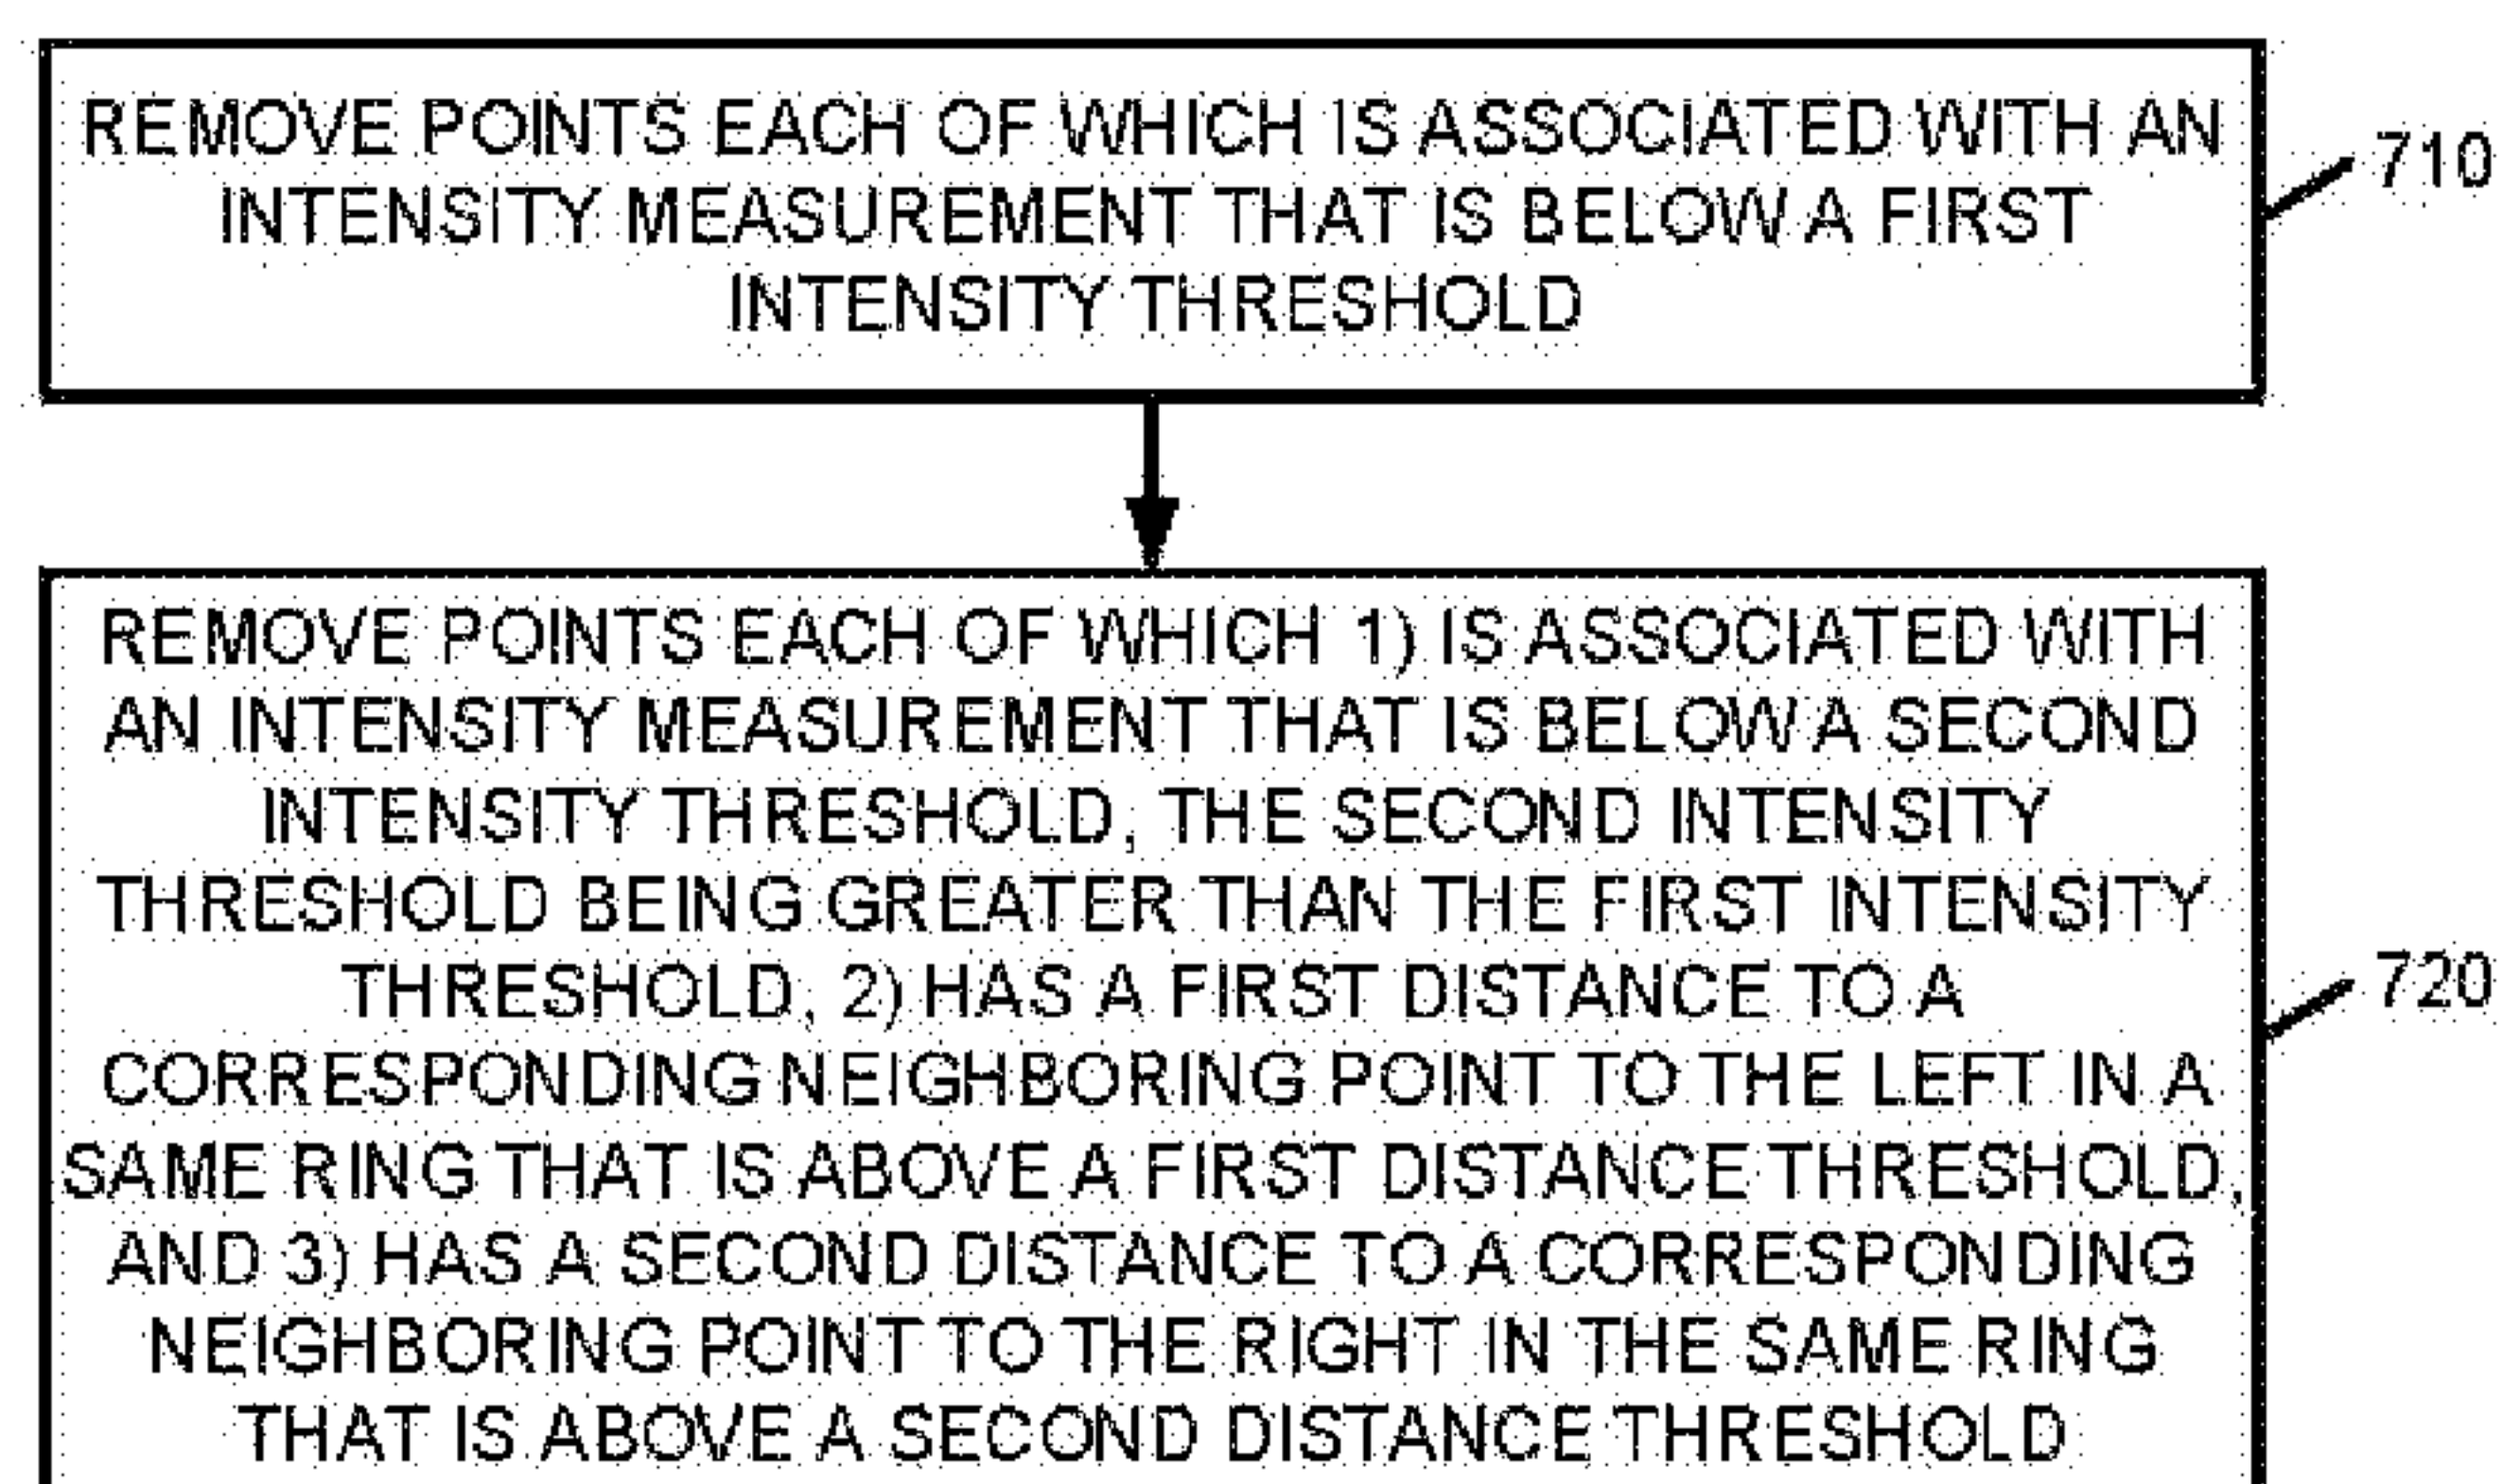 REMOVE POINTS EACH OF WHICH IS ASSOCIATED WITH AN
INTENSITY MEASUREMENT THAT IS BELOW A FIRST
INTENSITY THRESHOLD
710
REMOVE POINTS EACH OF WHICH 1) IS ASSOCIATED WITH
AN INTENSITY MEASUREMENT THAT IS BELOW A SECOND
INTENSITY THRESHOLD, THE SECOND INTENSITY
THRESHOLD BEING GREATER THAN THE FIRST INTENSITY
THRESHOLD, 2) HAS A FIRST DISTANCE TO A
CORRESPONDING NEIGHBORING POINT TO THE LEFT IN A
SAME RING THAT IS ABOVE A FIRST DISTANCE THRESHOLD,
AND 3) HAS A SECOND DISTANCE TO A CORRESPONDING
NEIGHBORING POINT TO THE RIGHT IN THE SAME RING
THAT IS ABOVE A SECOND DISTANCE THRESHOLD
720